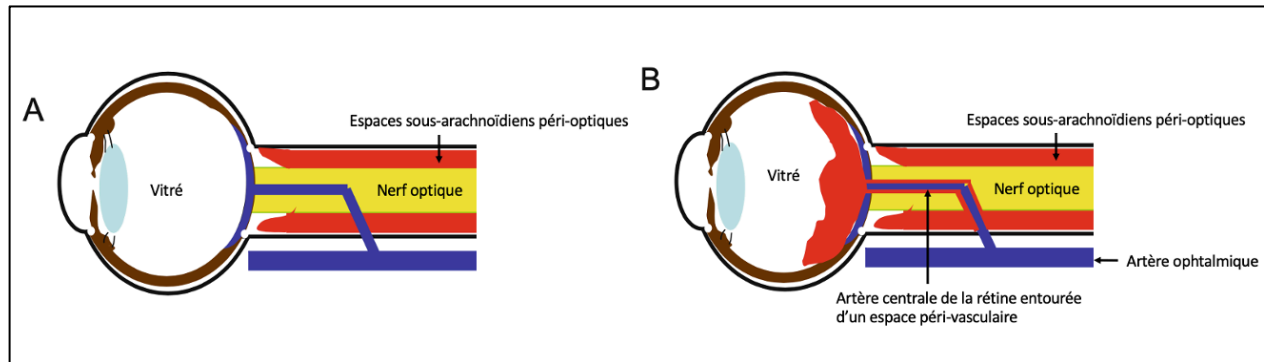 A
Espaces sous-arachnoïdiens péri-optiques
Vitré
Nerf optique
B
Espaces sous-arachnoïdiens péri-optiques
Vitré
Nerf optique
Artère ophtalmique
Artère centrale de la rétine entourée
d'un espace péri-vasculaire